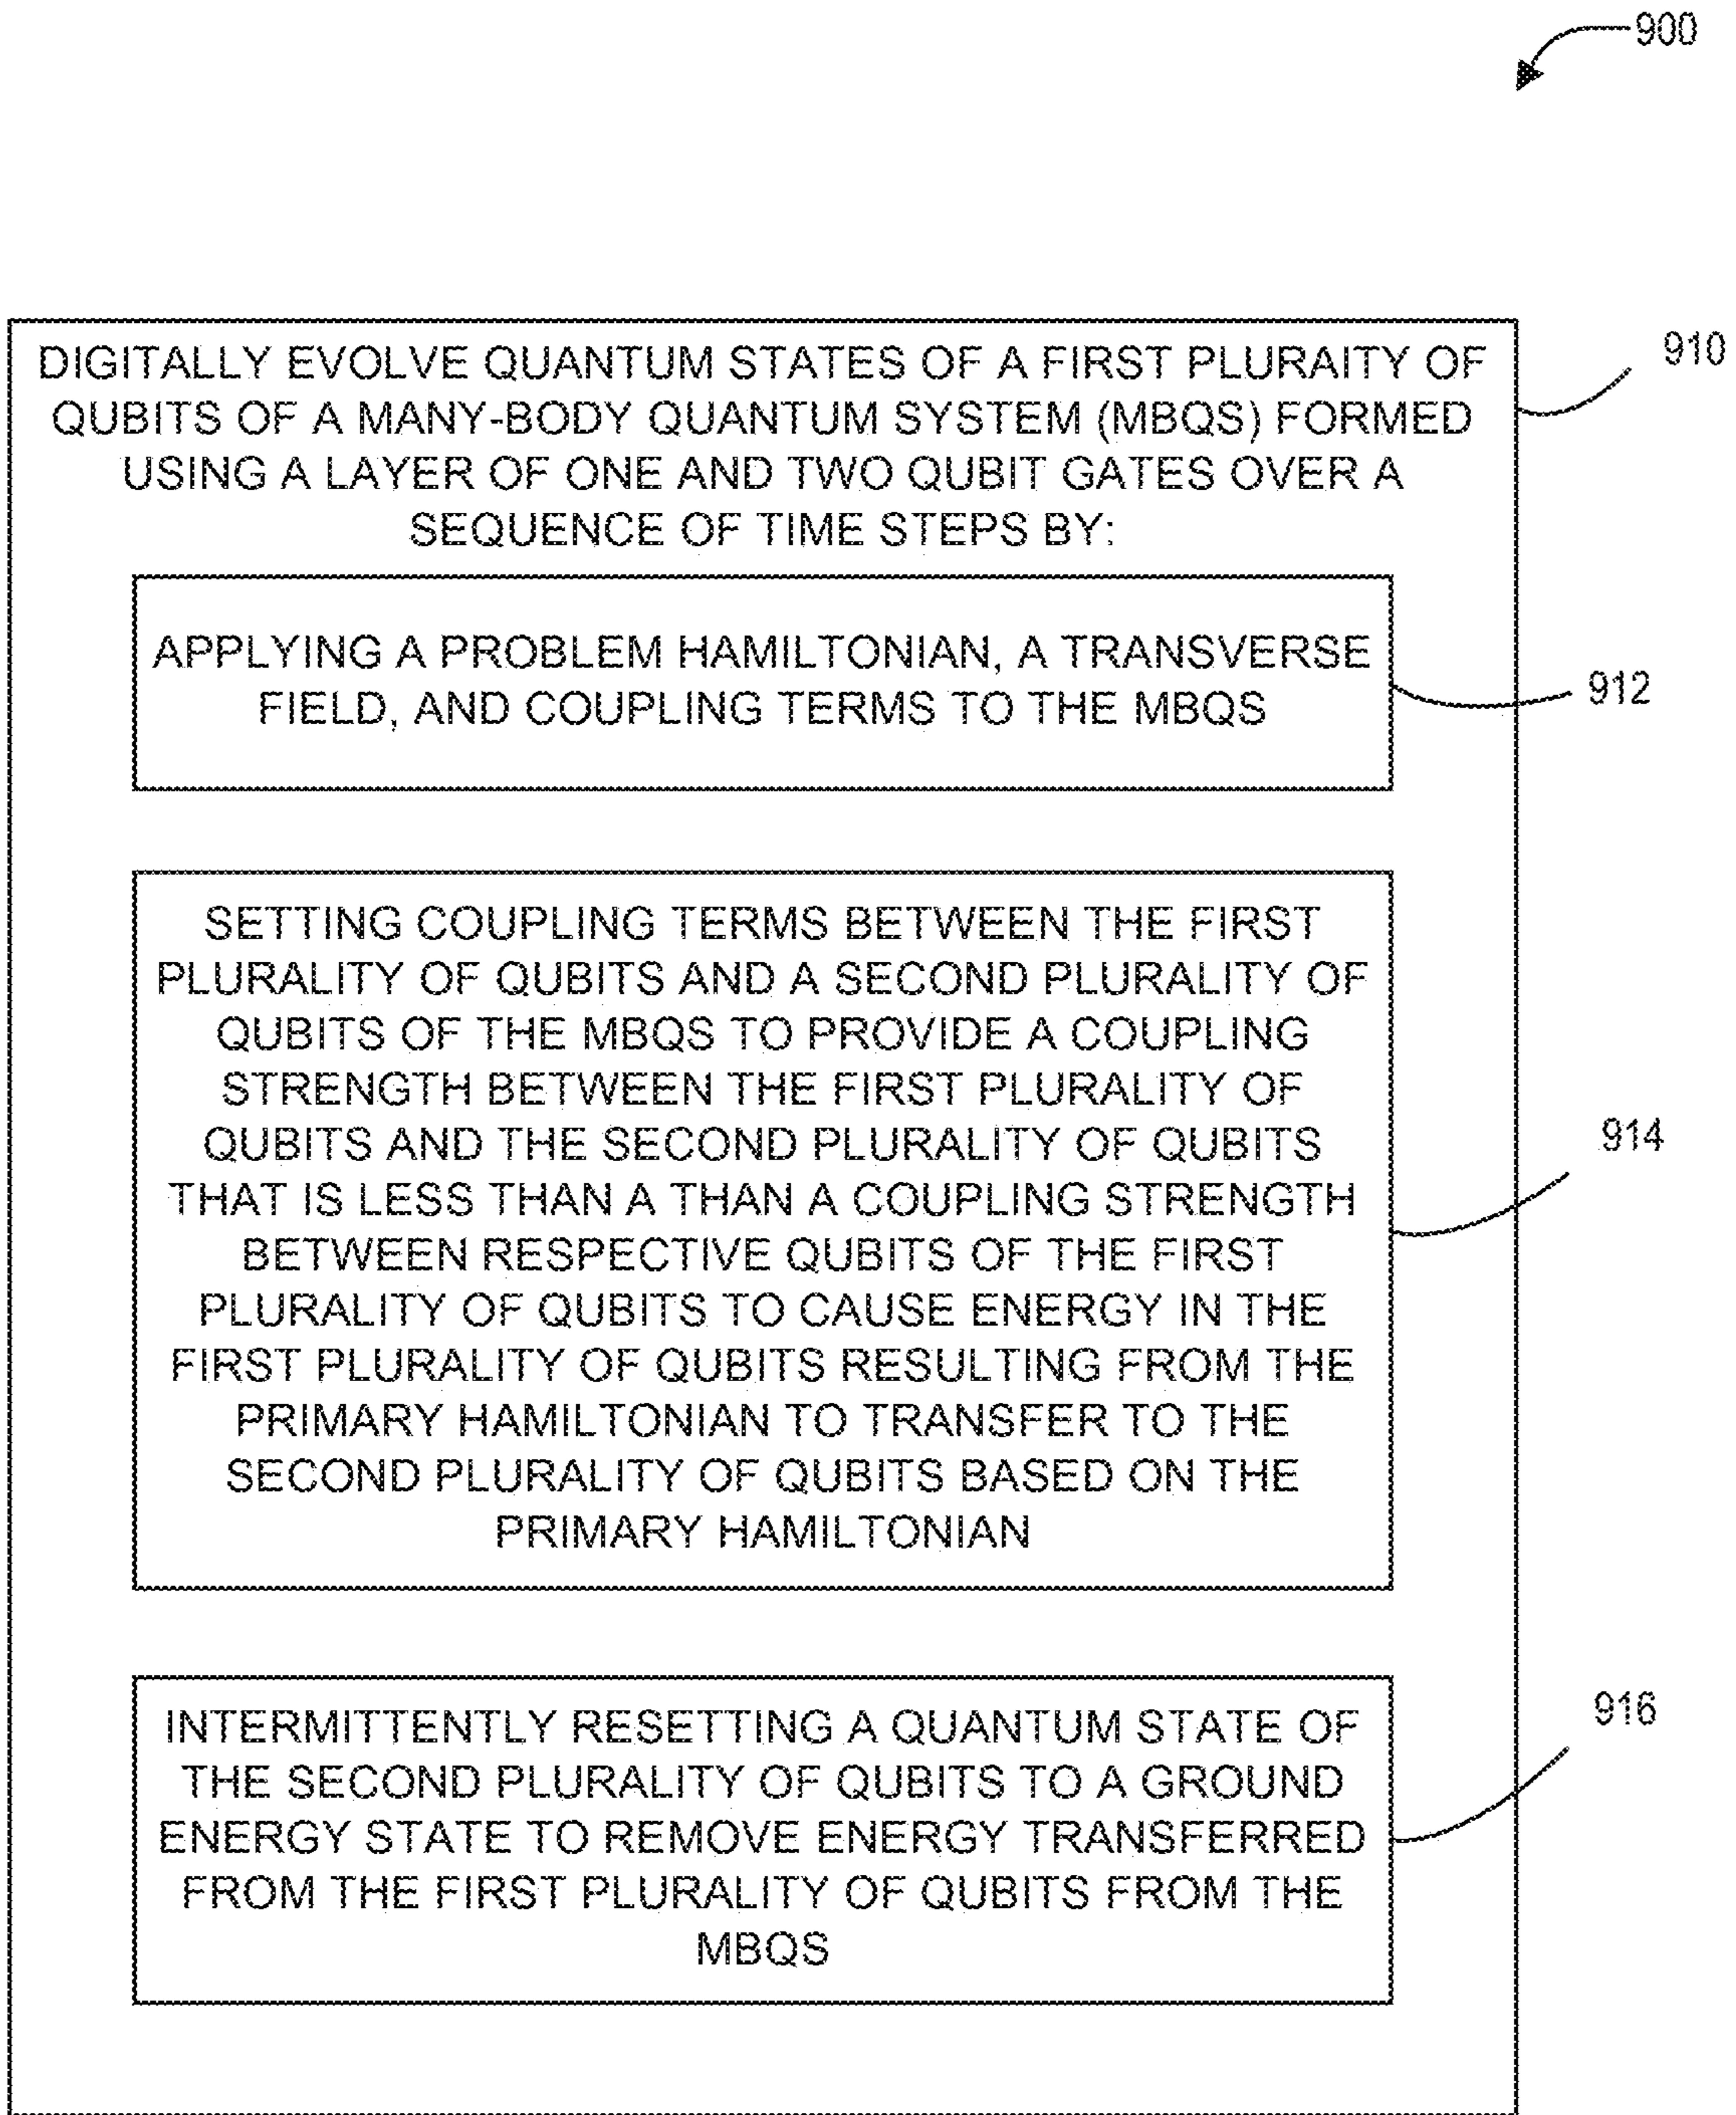 900
DIGITALLY EVOLVE QUANTUM STATES OF A FIRST PLURAITY OF
QUBITS OF A MANY-BODY QUANTUM SYSTEM (MBQS) FORMED
USING A LAYER OF ONE AND TWO QUBIT GATES OVER A
SEQUENCE OF TIME STEPS BY:
910
APPLYING A PROBLEM HAMILTONIAN, A TRANSVERSE
FIELD, AND COUPLING TERMS TO THE MBQS
912
SETTING COUPLING TERMS BETWEEN THE FIRST
PLURALITY OF QUBITS AND A SECOND PLURALITY OF
QUBITS OF THE MBQS TO PROVIDE A COUPLING
STRENGTH BETWEEN THE FIRST PLURALITY OF
QUBITS AND THE SECOND PLURALITY OF QUBITS
THAT IS LESS THAN A THAN A COUPLING STRENGTH
BETWEEN RESPECTIVE QUBITS OF THE FIRST
PLURALITY OF QUBITS TO CAUSE ENERGY IN THE
FIRST PLURALITY OF QUBITS RESULTING FROM THE
PRIMARY HAMILTONIAN TO TRANSFER TO THE
SECOND PLURALITY OF QUBITS BASED ON THE
PRIMARY HAMILTONIAN
914
INTERMITTENTLY RESETTING A QUANTUM STATE OF
THE SECOND PLURALITY OF QUBITS TO A GROUND
ENERGY STATE TO REMOVE ENERGY TRANSFERRED
FROM THE FIRST PLURALITY OF QUBITS FROM THE
MBQS
916